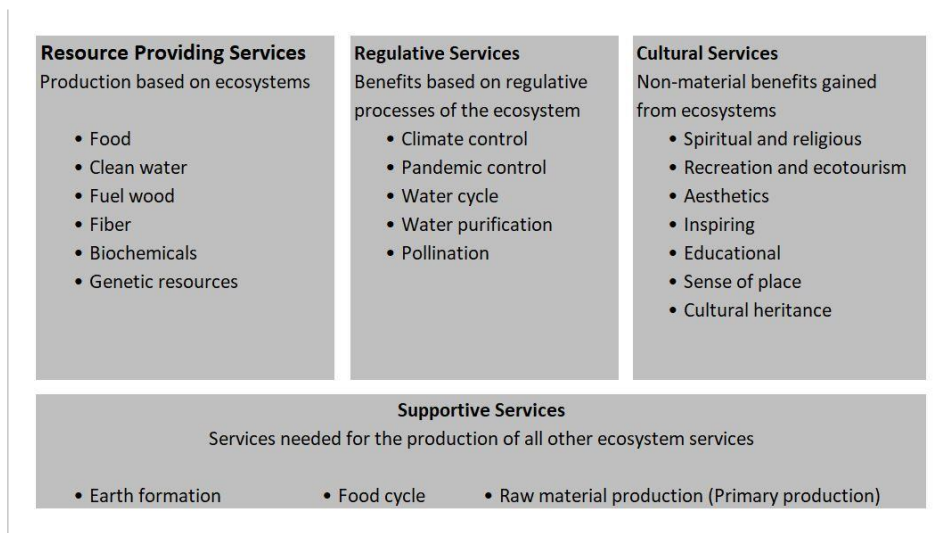 Resource Providing Services
Production based on ecosystems
• Food
• Clean water
• Fuel wood
• Fiber
• Biochemicals
• Genetic resources
Regulative Services
Benefits based on regulative
processes of the ecosystem
• Climate control
• Pandemic control
• Water cycle
• Water purification
• Pollination
Cultural Services
Non-material benefits gained
from ecosystems
• Spiritual and religious
• Recreation and ecotourism
• Aesthetics
• Inspiring
• Educational
• Sense of place
• Cultural heritance
Supportive Services
Services needed for the production of all other ecosystem services
• Earth formation • Food cycle • Raw material production (Primary production)